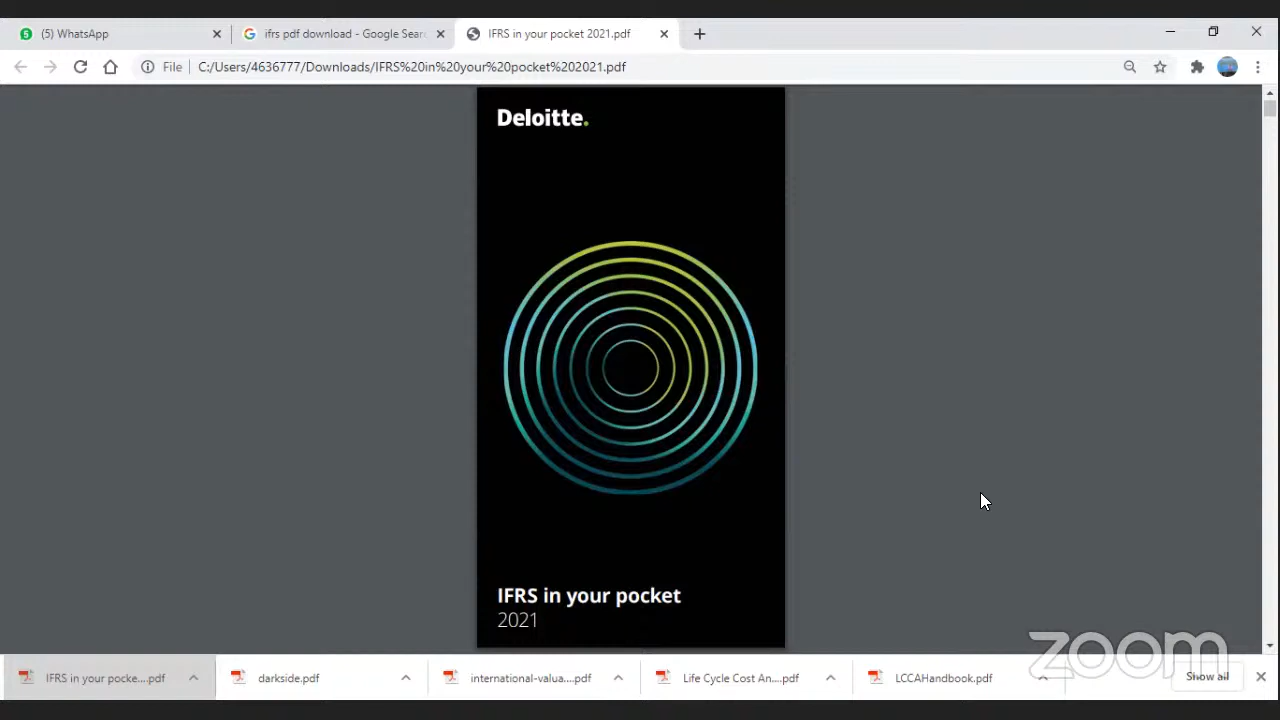 (5) WhatsApp
ifrs pdf download - Google Sear
IFRS in your pocket 2021.pdf
File
C:/Users/4636777/Downloads/IFRS%20in%20your%20pocket%202021.pdf
Deloitte.
IFRS in your pocket
2021
zoom
IFRS in your pocke....pdf
darkside.pdf
international-valua....pdf
Life Cycle Cost An....pdf
LCCAHandbook.pdf
Show all